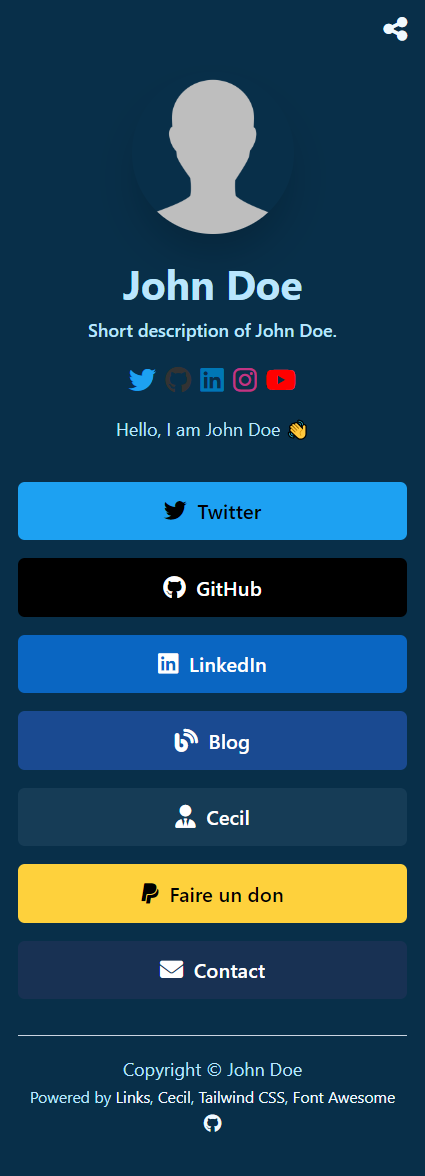 John Doe
Short description of John Doe.
Hello, I am John Doe 👋
Twitter
GitHub
LinkedIn
Blog
Cecil
Faire un don
Contact
Copyright © John Doe
Powered by Links, Cecil, Tailwind CSS, Font Awesome